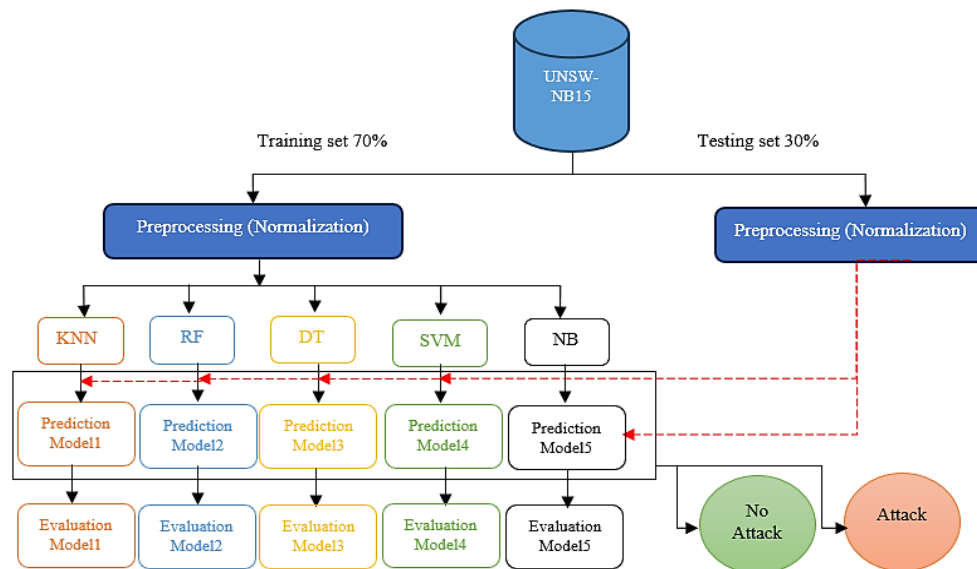 UNSW-
NB15
Training set 70%
Testing set 30%
Preprocessing (Normalization)
Preprocessing (Normalization)
KNN
RF
DT
SVM
NB
Prediction
Model1
Prediction
Model2
Prediction
Model3
Prediction
Model4
Prediction
Model5
Evaluation
Model1
Evaluation
Model2
Evaluation
Model3
Evaluation
Model4
Evaluation
Model5
No
Attack
Attack